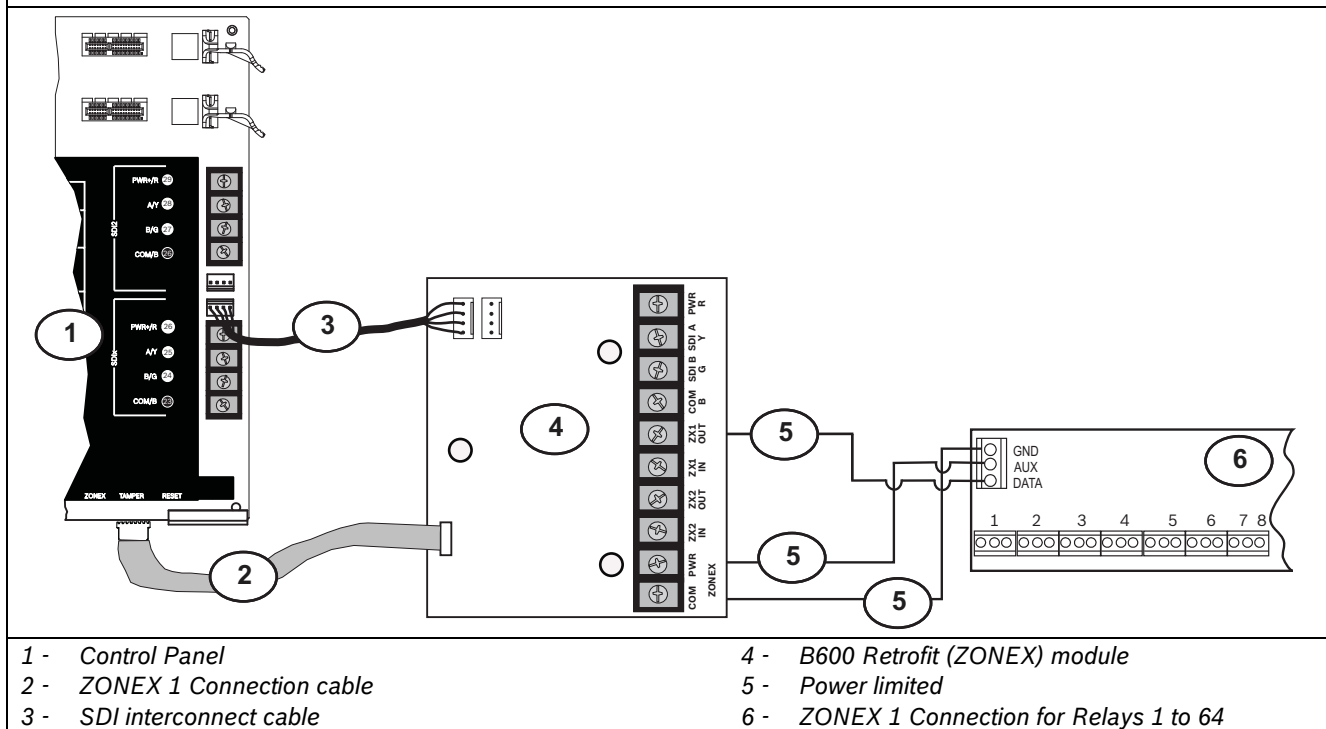 PWR+/R 29
A/Y 28
B/G 27
COM/B 26
SDI2
PWR+/R 26
A/Y 25
B/G 24
COM/B 23
ZONEX TAMPER RESET
1
2
3
4
PWR R
SDI A Y
SDI B G
COM B
ZX1 OUT
ZX1 IN
ZX2 OUT
ZX2 IN
PWR
COM
ZONEX
5
5
5
GND
AUX
DATA
6
1 2 3 4 5 6 7 8
1 - Control Panel
2 - ZONEX 1 Connection cable
3 - SDI interconnect cable
4 - B600 Retrofit (ZONEX) module
5 - Power limited
6 - ZONEX 1 Connection for Relays 1 to 64